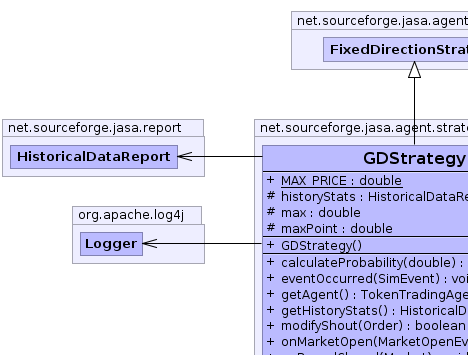 net.sourceforge.jasa.agent
FixedDirectionStrat
net.sourceforge.jasa.report
HistoricalDataReport
org.apache.log4j
Logger
net.sourceforge.jasa.agent.strate
GDStrategy
+ MAX_PRICE : double
# historyStats : HistoricalDataRe
# max : double
# maxPoint : double
+ GDStrategy()
+ calculateProbability(double) :
+ eventOccurred(SimEvent) : voi
+ getAgent() : TokenTradingAge
+ getHistoryStats() : HistoricalD
+ modifyShout(Order) : boolean
+ onMarketOpen(MarketOpenEv